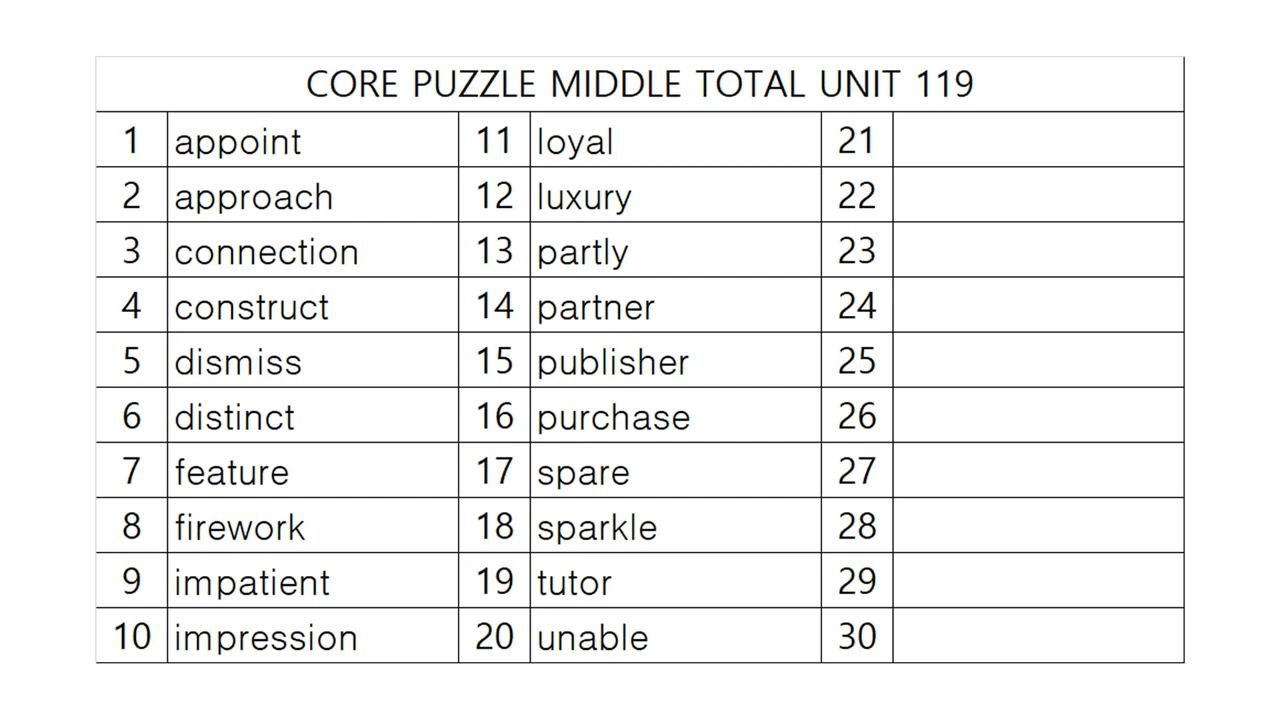 CORE PUZZLE MIDDLE TOTAL UNIT 119
1 appoint 11 loyal 21
2 approach 12 luxury 22
3 connection 13 partly 23
4 construct 14 partner 24
5 dismiss 15 publisher 25
6 distinct 16 purchase 26
7 feature 17 spare 27
8 firework 18 sparkle 28
9 impatient 19 tutor 29
10 impression 20 unable 30